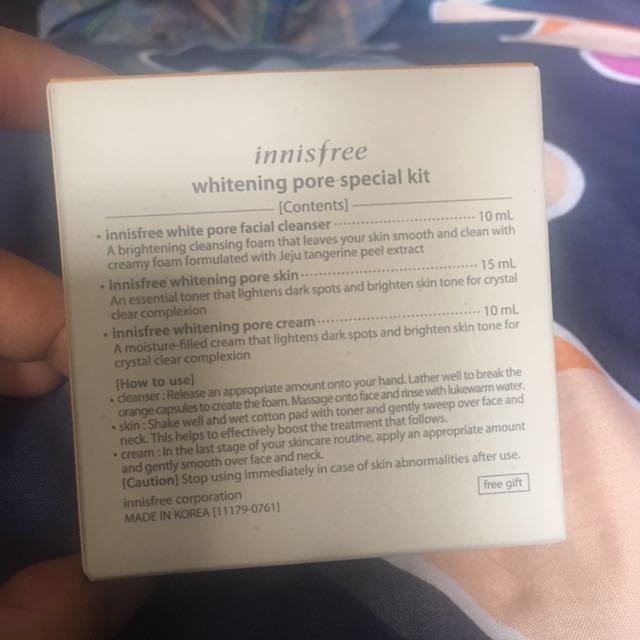 innisfree
whitening pore special kit
[Contents]
• innisfree white pore facial cleanser ································ 10 mL
A brightening cleansing foam that leaves your skin smooth and clean with
creamy foam formulated with Jeju tangerine peel extract
• innisfree whitening pore skin ········································ 15 mL
An essential toner that lightens dark spots and brighten skin tone for crystal
clear complexion
• innisfree whitening pore cream ······································ 10 mL
A moisture-filled cream that lightens dark spots and brighten skin tone for
crystal clear complexion
[How to use]
• cleanser : Release an appropriate amount onto your hand. Lather well to break the
orange capsules to create the foam. Massage onto face and rinse with lukewarm water.
• skin : Shake well and wet cotton pad with toner and gently sweep over face and
neck. This helps to effectively boost the treatment that follows.
• cream : In the last stage of your skincare routine, apply an appropriate amount
and gently smooth over face and neck.
[Caution] Stop using immediately in case of skin abnormalities after use.
innisfree corporation
MADE IN KOREA [11179-0761]
free gift